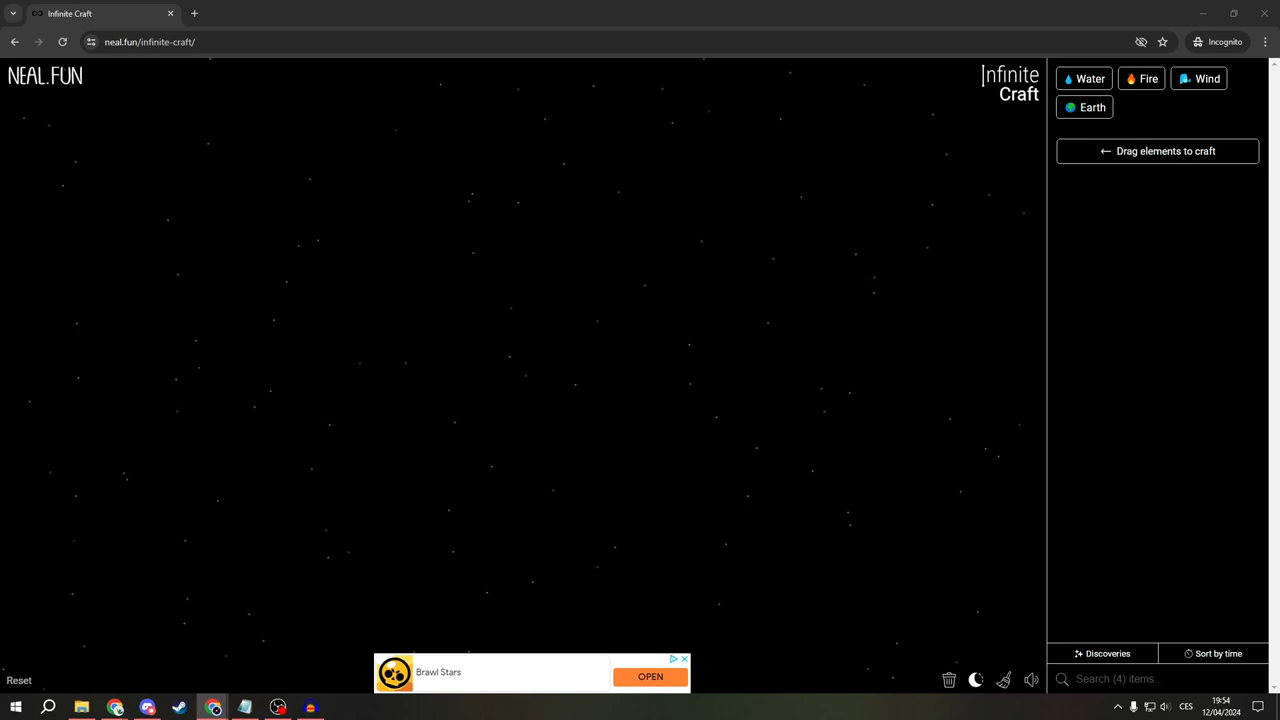 Infinite Craft
neal.fun/infinite-craft/
Incognito
NEAL.FUN
Infinite
Craft
Water
Fire
Wind
Earth
← Drag elements to craft
Discoveries
Sort by time
Search (4) items...
Reset
Brawl Stars
OPEN
CES
19:54
12/04/2024